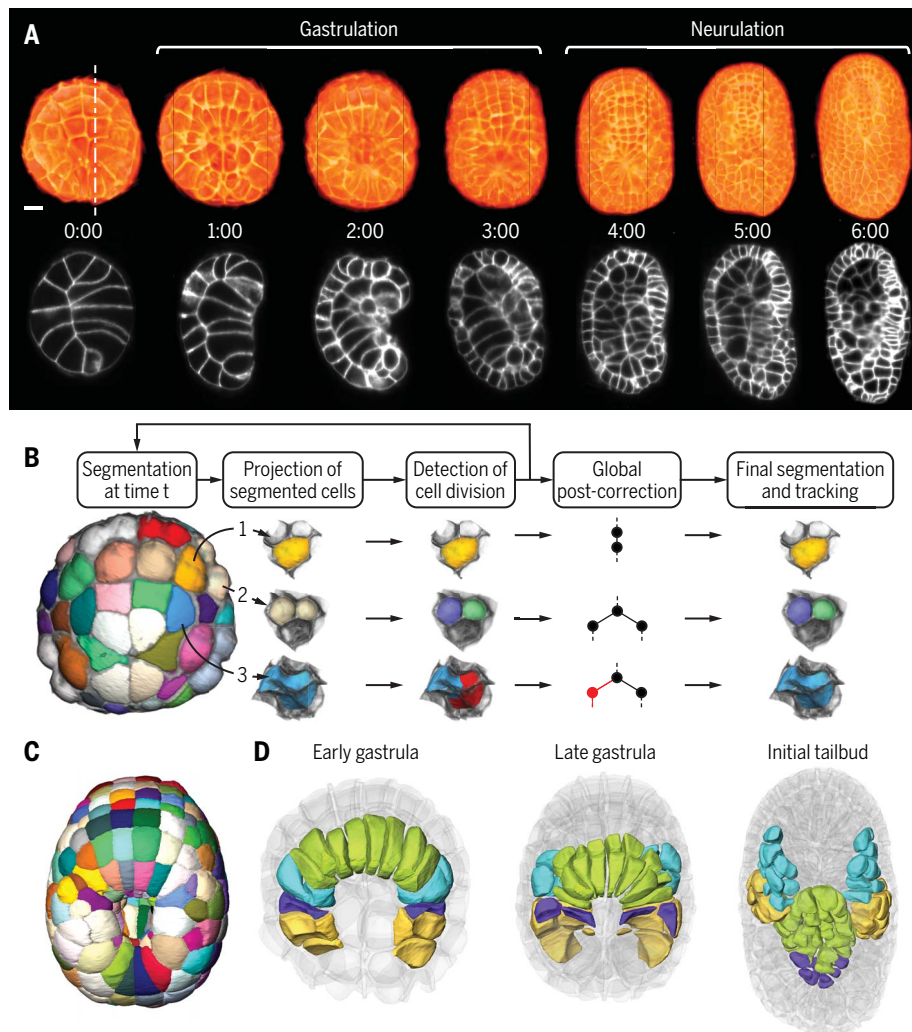 A
Gastrulation
Neurulation
0:00
1:00
2:00
3:00
4:00
5:00
6:00
B
Segmentation
at time t
Projection of
segmented cells
Detection of
cell division
Global
post-correction
Final segmentation
and tracking
1
2
3
C
D
Early gastrula
Late gastrula
Initial tailbud